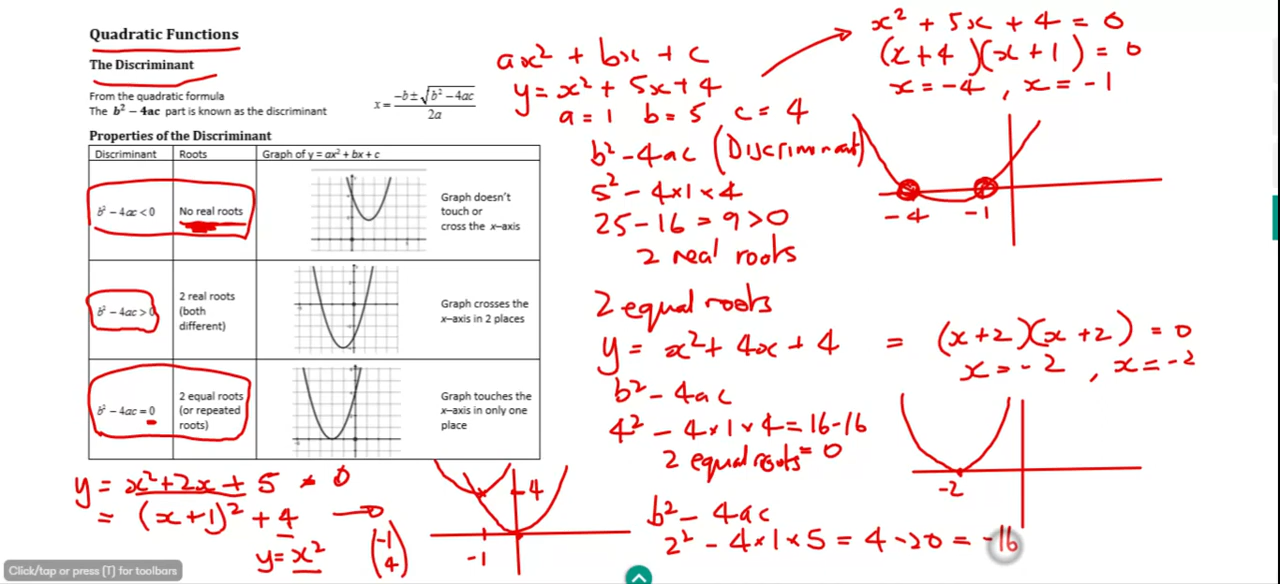 Quadratic Functions
The Discriminant
From the quadratic formula
The b² – 4ac part is known as the discriminant
x = (-b ± √(b² - 4ac)) / 2a
Properties of the Discriminant
Discriminant Roots Graph of y = ax² + bx + c
b² – 4ac < 0 No real roots Graph doesn't
touch or
cross the x–axis
b² – 4ac > 0 2 real roots
(both
different) Graph crosses the
x–axis in 2 places
b² – 4ac = 0 2 equal roots
(or repeated
roots) Graph touches the
x–axis in only one
place
y = x² + 2x + 5 = 0
= (x+1)² + 4 →
y = x² (-1
4)
4
-1
ax² + bx + c
y = x² + 5x + 4
a = 1 b = 5 c = 4
b² - 4ac (Discriminant)
5² - 4×1×4
25 - 16 = 9 > 0
2 real roots
x² + 5x + 4 = 0
(x+4)(x+1) = 0
x = -4, x = -1
-4 -1
2 equal roots
y = x² + 4x + 4 = (x+2)(x+2) = 0
x = -2, x = -2
b² - 4ac
4² - 4×1×4 = 16-16
2 equal roots = 0
-2
b² - 4ac
2² - 4×1×5 = 4 - 20 = -16
Click/tap or press [T] for toolbars